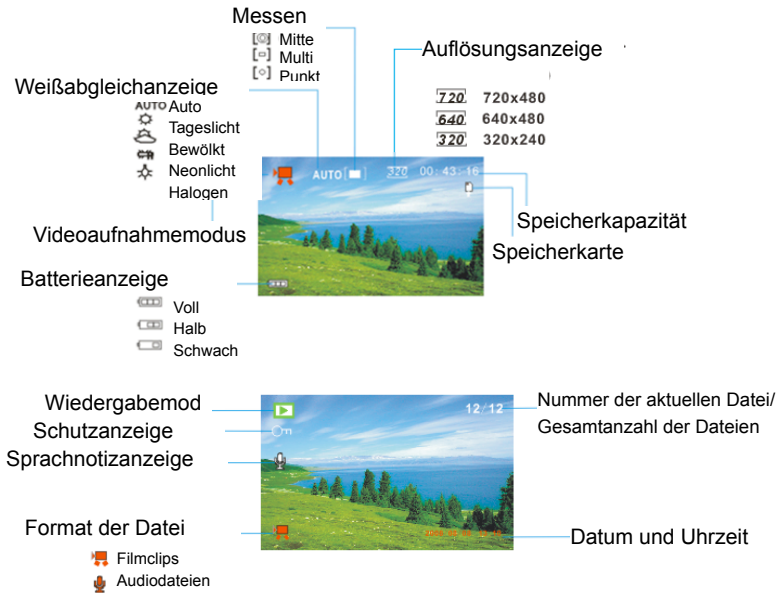 Messen
Mitte
Multi
Punkt
Auflösungsanzeige
720 720x480
640 640x480
320 320x240
Weißabgleichanzeige
AUTO Auto
Tageslicht
Bewölkt
Neonlicht
Halogen
AUTO 320 00:43:16
Speicherkapazität
Speicherkarte
Videoaufnahmemodus
Batterieanzeige
Voll
Halb
Schwach
Wiedergabemod
Schutzanzeige
Sprachnotizanzeige
12/12
Nummer der aktuellen Datei/
Gesamtanzahl der Dateien
Format der Datei
Filmclips
Audiodateien
Datum und Uhrzeit